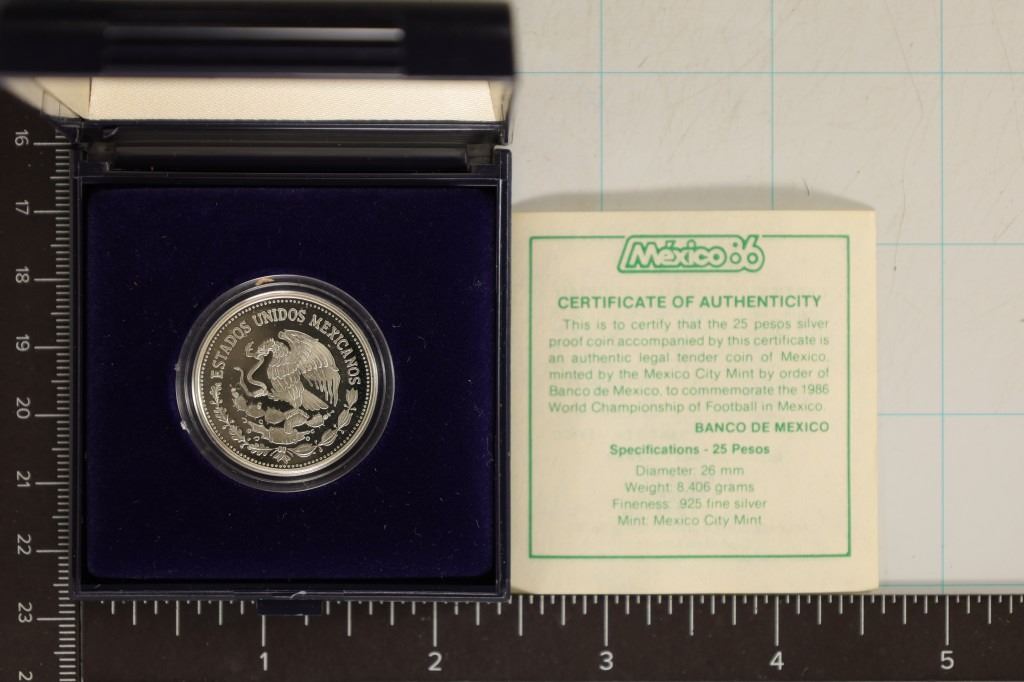 ESTADOS UNIDOS MEXICANOS
México 86
CERTIFICATE OF AUTHENTICITY
This is to certify that the 25 pesos silver
proof coin accompanied by this certificate is
an authentic legal tender coin of Mexico,
minted by the Mexico City Mint by order of
Banco de Mexico, to commemorate the 1986
World Championship of Football in Mexico.
BANCO DE MEXICO
Specifications - 25 Pesos
Diameter: 26 mm
Weight: 8.406 grams
Fineness: .925 fine silver
Mint: Mexico City Mint
16
17
18
19
20
21
22
23
1 2 3 4 5